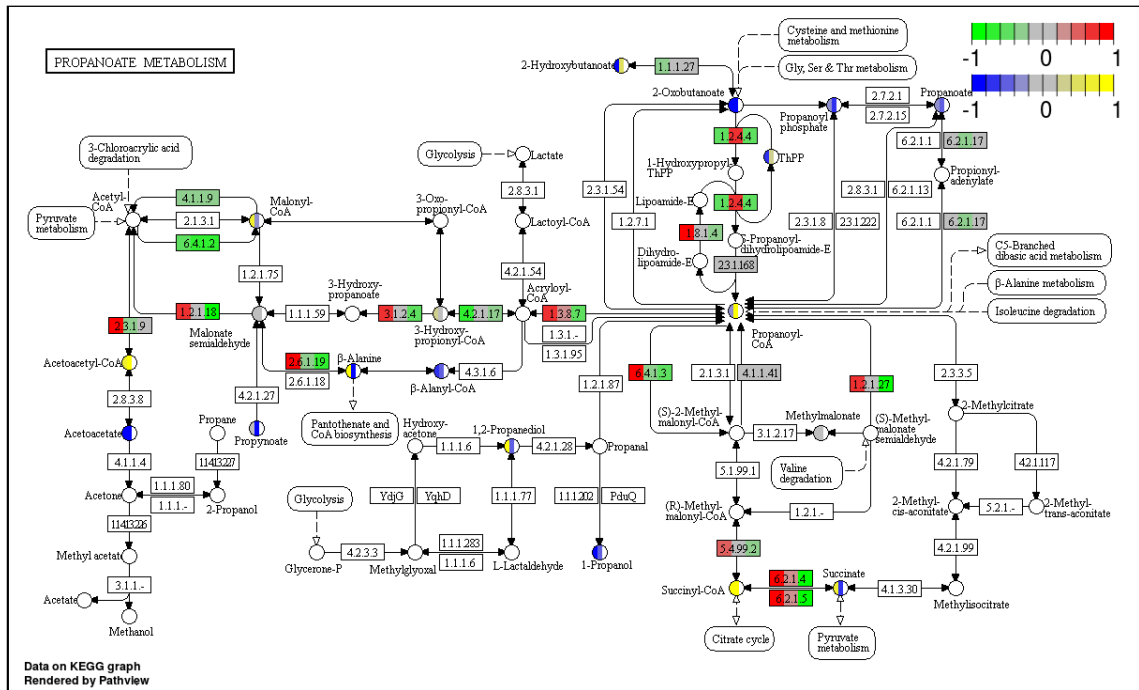 PROPANOATE METABOLISM
-1 0 1
-1 0 1
Cysteine and methionine
metabolism
Gly, Ser & Thr metabolism
2-Hydroxybutanoate
1.1.1.27
2-Oxobutanoate
Propanoyl
phosphate
2.7.2.1
2.7.2.15
Propanoate
3-Chloroacrylic acid
degradation
Glycolysis
Lactate
1.2.4.4
ThPP
6.2.1.1
6.2.1.17
1-Hydroxypropyl-
ThPP
Propionyl-
adenylate
Acetyl-
CoA
4.1.1.9
Malonyl-
CoA
2.8.3.1
2.3.1.54
2.8.3.1
6.2.1.13
Pyruvate
metabolism
2.1.3.1
3-Oxo-
propionyl-CoA
Lactoyl-CoA
Lipoamide-E
1.2.4.4
6.4.1.2
1.2.7.1
1.8.1.4
2.3.1.8
2.3.1.222
6.2.1.1
6.2.1.17
S-Propanoyl-
dihydrolipoamide-E
C5-Branched
dibasic acid metabolism
Dihydro-
lipoamide-E
2.3.1.168
1.2.1.75
4.2.1.54
β-Alanine metabolism
3-Hydroxy-
propanoate
Acryloyl-
CoA
Isoleucine degradation
1.2.1.18
1.1.1.59
3.1.2.4
4.2.1.17
1.3.8.7
2.3.1.9
Malonate
semialdehyde
3-Hydroxy-
propionyl-CoA
1.3.1.-
1.3.1.95
Propanoyl-
CoA
Acetoacetyl-CoA
2.6.1.19
2.6.1.18
β-Alanine
β-Alanyl-CoA
4.3.1.6
1.2.1.87
6.4.1.3
2.1.3.1
4.1.1.41
1.2.1.27
2.3.3.5
2.8.3.8
4.2.1.27
Propane
Pantothenate and
CoA biosynthesis
(S)-2-Methyl-
malonyl-CoA
Methylmalonate
(S)-Methyl-
malonate
semialdehyde
2-Methylcitrate
Acetoacetate
Propynoate
Hydroxy-
acetone
1,2-Propanediol
1.1.1.6
4.2.1.28
Propanal
3.1.2.17
4.1.1.4
1.14.13.227
5.1.99.1
Valine
degradation
4.2.1.79
4.2.1.117
Acetone
1.1.1.80
1.1.1.-
2-Propanol
Glycolysis
YdjG
YqhD
1.1.1.77
1.1.1.202
PduQ
(R)-Methyl-
malonyl-CoA
1.2.1.-
2-Methyl-
cis-aconitate
5.2.1.-
2-Methyl-
trans-aconitate
1.14.13.226
Methyl acetate
4.2.3.3
1.1.1.283
1.1.1.6
5.4.99.2
4.2.1.99
Glycerone-P
Methylglyoxal
L-Lactaldehyde
1-Propanol
3.1.1.-
6.2.1.4
6.2.1.5
Succinyl-CoA
Succinate
4.1.3.30
Methylisocitrate
Acetate
Methanol
Citrate cycle
Pyruvate
metabolism
Data on KEGG graph
Rendered by Pathview